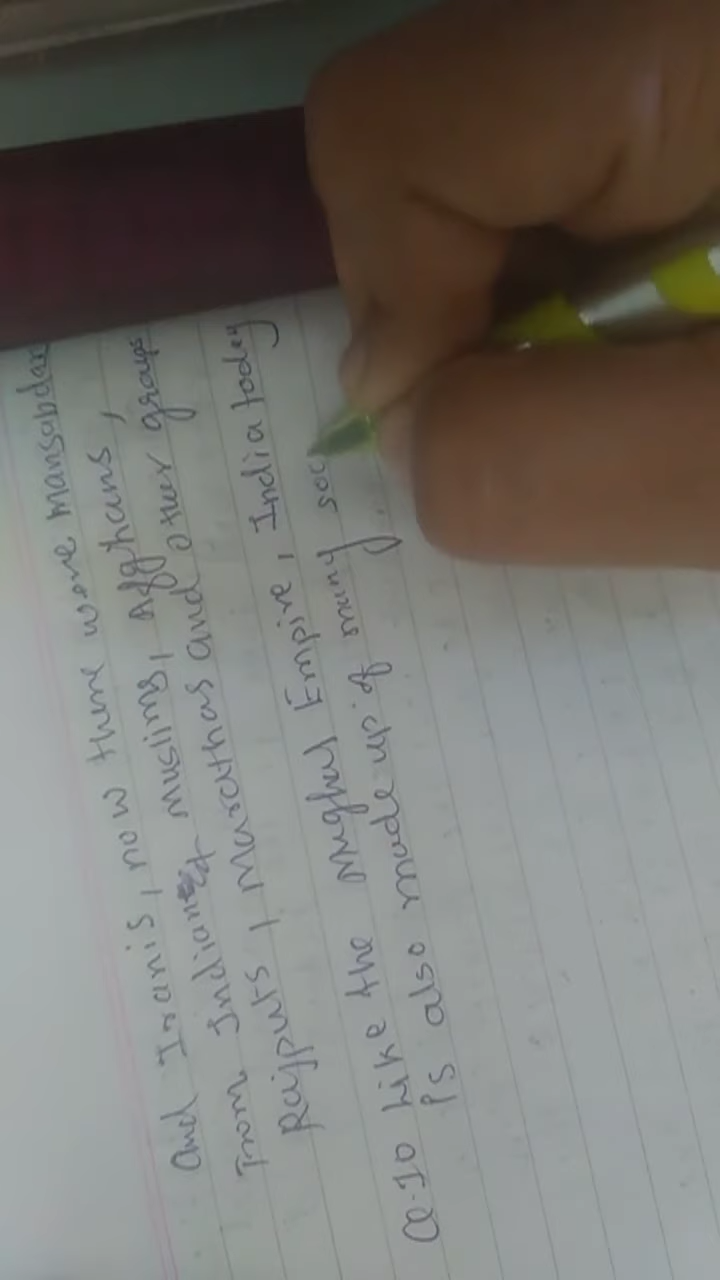 And Iranis, now there were Mansabdar
From Indian muslims, Afghans,
Rajputs, Marathas and other groups
Q-10 Like the Mughal Empire, India today
is also made up of many soc